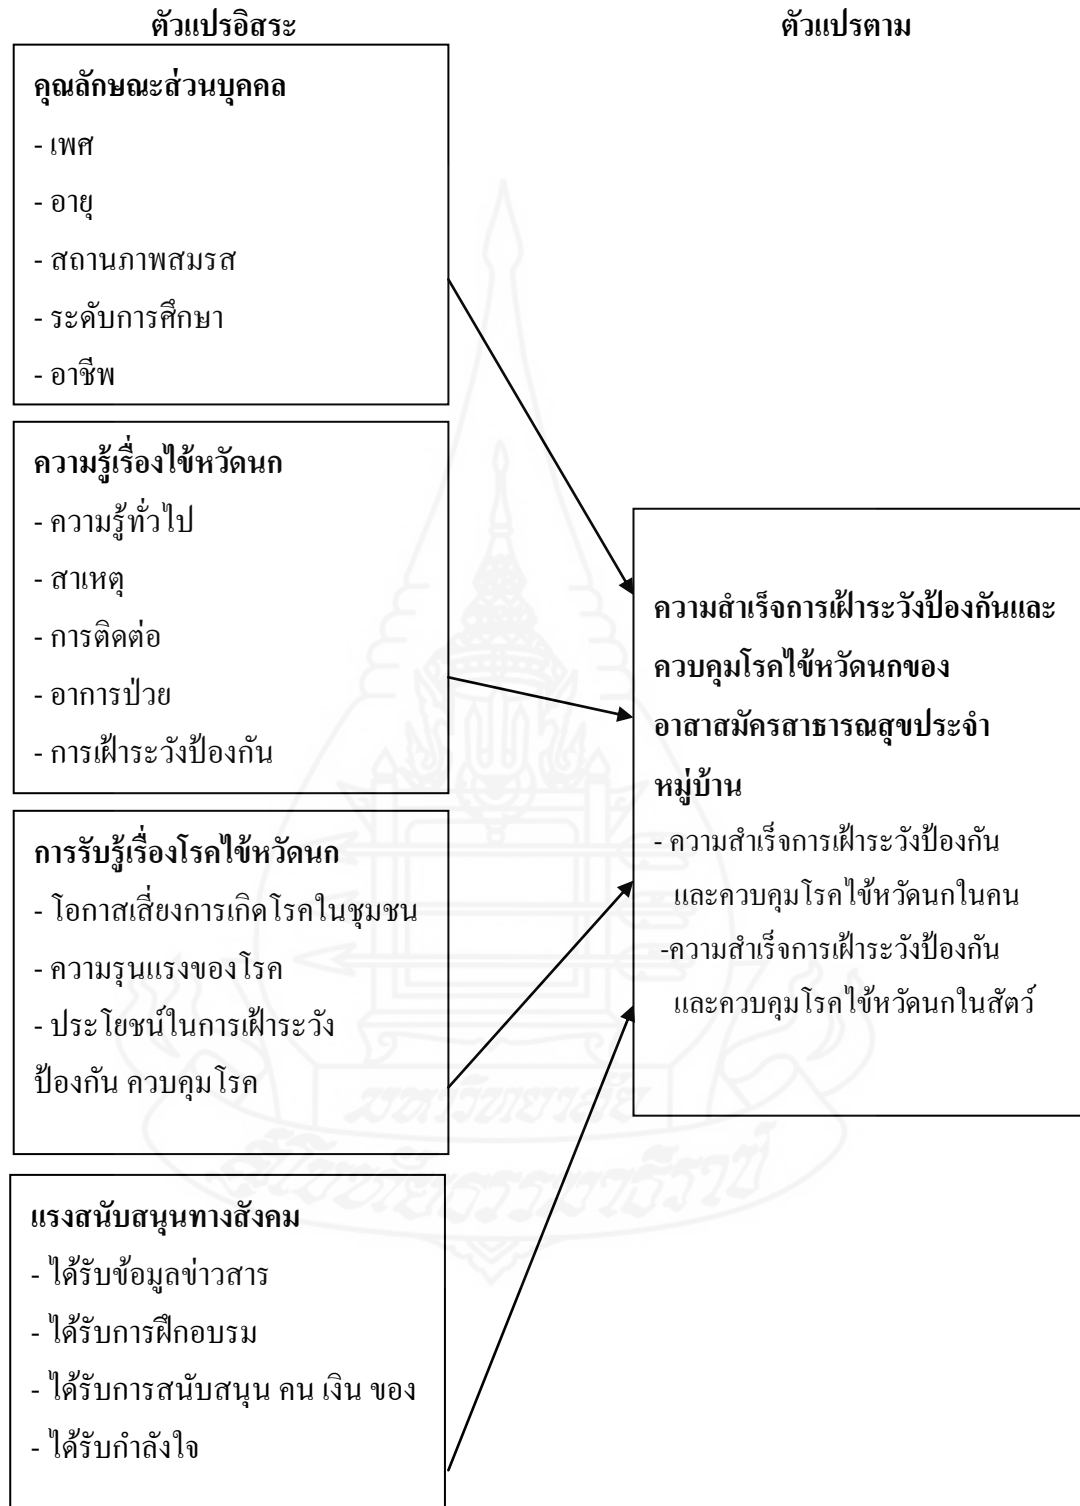 ตัวแปรอิสระ
ตัวแปรตาม
คุณลักษณะส่วนบุคคล
- เพศ
- อายุ
- สถานภาพสมรส
- ระดับการศึกษา
- อาชีพ
ความรู้เรื่องไข้หวัดนก
- ความรู้ทั่วไป
- สาเหตุ
- การติดต่อ
- อาการป่วย
- การเฝ้าระวังป้องกัน
การรับรู้เรื่องโรคไข้หวัดนก
- โอกาสเสี่ยงการเกิดโรคในชุมชน
- ความรุนแรงของโรค
- ประโยชน์ในการเฝ้าระวัง
ป้องกัน ควบคุมโรค
แรงสนับสนุนทางสังคม
- ได้รับข้อมูลข่าวสาร
- ได้รับการฝึกอบรม
- ได้รับการสนับสนุน คน เงิน ของ
- ได้รับกำลังใจ
ความสำเร็จการเฝ้าระวังป้องกันและ
ควบคุมโรคไข้หวัดนกของ
อาสาสมัครสาธารณสุขประจำ
หมู่บ้าน
- ความสำเร็จการเฝ้าระวังป้องกัน
และควบคุมโรคไข้หวัดนกในคน
-ความสำเร็จการเฝ้าระวังป้องกัน
และควบคุมโรคไข้หวัดนกในสัตว์
มหาวิทยาลัย
สุโขทัยธรรมาธิราช